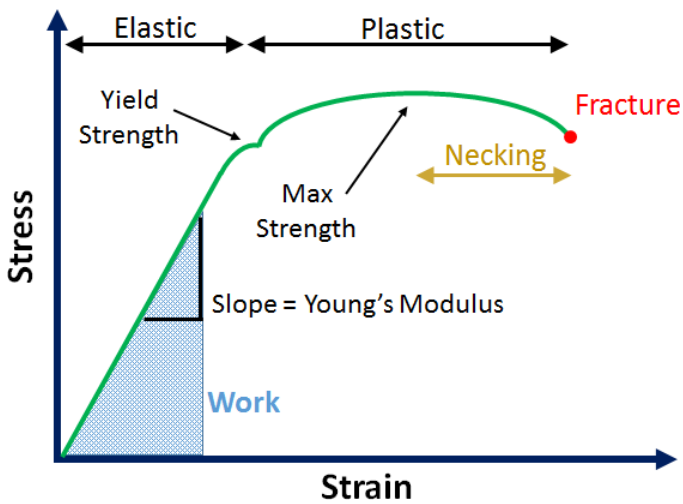 Elastic
Plastic
Yield
Strength
Fracture
Necking
Max
Strength
Stress
Slope = Young's Modulus
Work
Strain